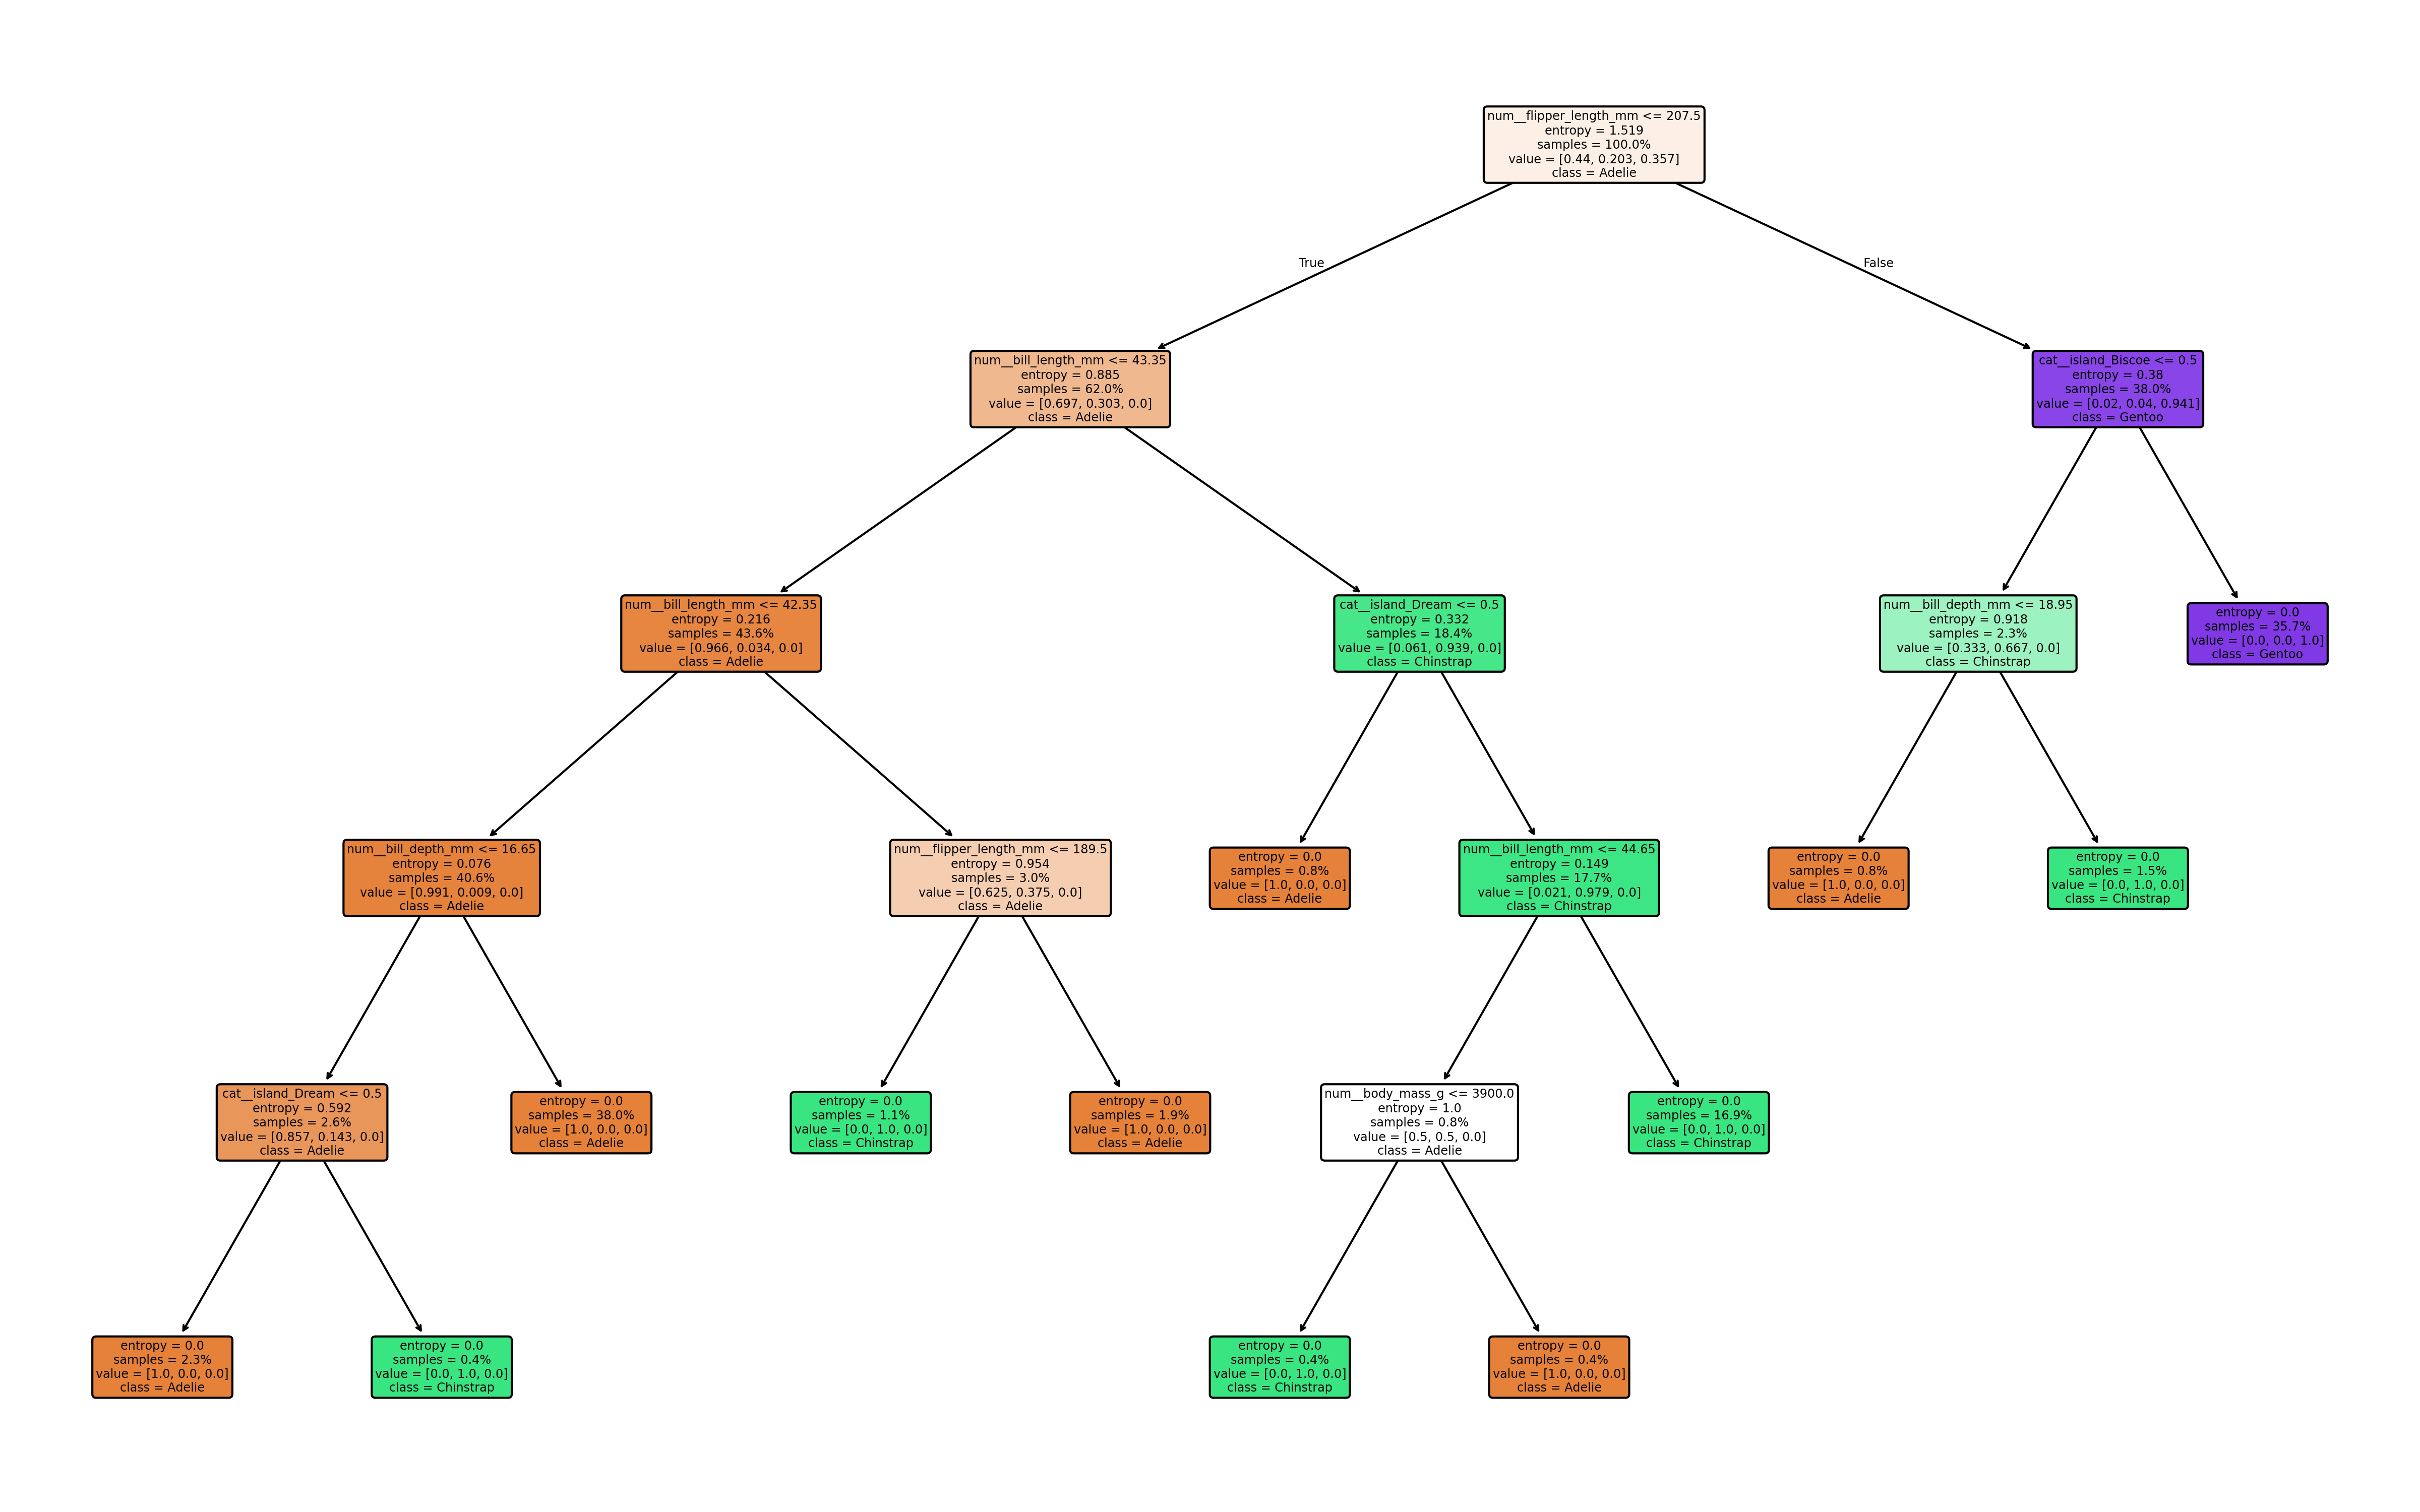 num__flipper_length_mm <= 207.5
entropy = 1.519
samples = 100.0%
value = [0.44, 0.203, 0.357]
class = Adelie
True
False
num__bill_length_mm <= 43.35
entropy = 0.885
samples = 62.0%
value = [0.697, 0.303, 0.0]
class = Adelie
cat__island_Biscoe <= 0.5
entropy = 0.38
samples = 38.0%
value = [0.02, 0.04, 0.941]
class = Gentoo
num__bill_length_mm <= 42.35
entropy = 0.216
samples = 43.6%
value = [0.966, 0.034, 0.0]
class = Adelie
cat__island_Dream <= 0.5
entropy = 0.332
samples = 18.4%
value = [0.061, 0.939, 0.0]
class = Chinstrap
num__bill_depth_mm <= 18.95
entropy = 0.918
samples = 2.3%
value = [0.333, 0.667, 0.0]
class = Chinstrap
entropy = 0.0
samples = 35.7%
value = [0.0, 0.0, 1.0]
class = Gentoo
num__bill_depth_mm <= 16.65
entropy = 0.076
samples = 40.6%
value = [0.991, 0.009, 0.0]
class = Adelie
num__flipper_length_mm <= 189.5
entropy = 0.954
samples = 3.0%
value = [0.625, 0.375, 0.0]
class = Adelie
entropy = 0.0
samples = 0.8%
value = [1.0, 0.0, 0.0]
class = Adelie
num__bill_length_mm <= 44.65
entropy = 0.149
samples = 17.7%
value = [0.021, 0.979, 0.0]
class = Chinstrap
entropy = 0.0
samples = 0.8%
value = [1.0, 0.0, 0.0]
class = Adelie
entropy = 0.0
samples = 1.5%
value = [0.0, 1.0, 0.0]
class = Chinstrap
cat__island_Dream <= 0.5
entropy = 0.592
samples = 2.6%
value = [0.857, 0.143, 0.0]
class = Adelie
entropy = 0.0
samples = 38.0%
value = [1.0, 0.0, 0.0]
class = Adelie
entropy = 0.0
samples = 1.1%
value = [0.0, 1.0, 0.0]
class = Chinstrap
entropy = 0.0
samples = 1.9%
value = [1.0, 0.0, 0.0]
class = Adelie
num__body_mass_g <= 3900.0
entropy = 1.0
samples = 0.8%
value = [0.5, 0.5, 0.0]
class = Adelie
entropy = 0.0
samples = 16.9%
value = [0.0, 1.0, 0.0]
class = Chinstrap
entropy = 0.0
samples = 2.3%
value = [1.0, 0.0, 0.0]
class = Adelie
entropy = 0.0
samples = 0.4%
value = [0.0, 1.0, 0.0]
class = Chinstrap
entropy = 0.0
samples = 0.4%
value = [0.0, 1.0, 0.0]
class = Chinstrap
entropy = 0.0
samples = 0.4%
value = [1.0, 0.0, 0.0]
class = Adelie